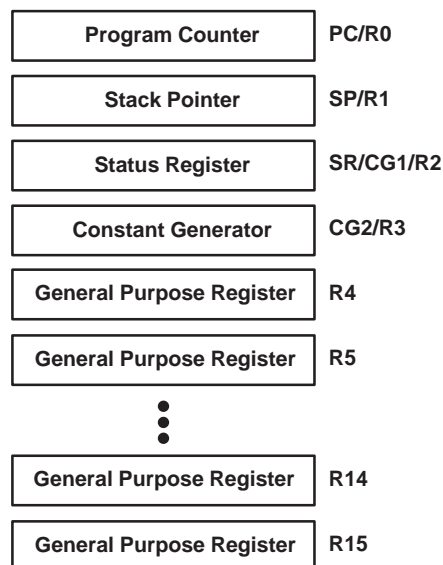 Program Counter PC/R0
Stack Pointer SP/R1
Status Register SR/CG1/R2
Constant Generator CG2/R3
General Purpose Register R4
General Purpose Register R5
General Purpose Register R14
General Purpose Register R15